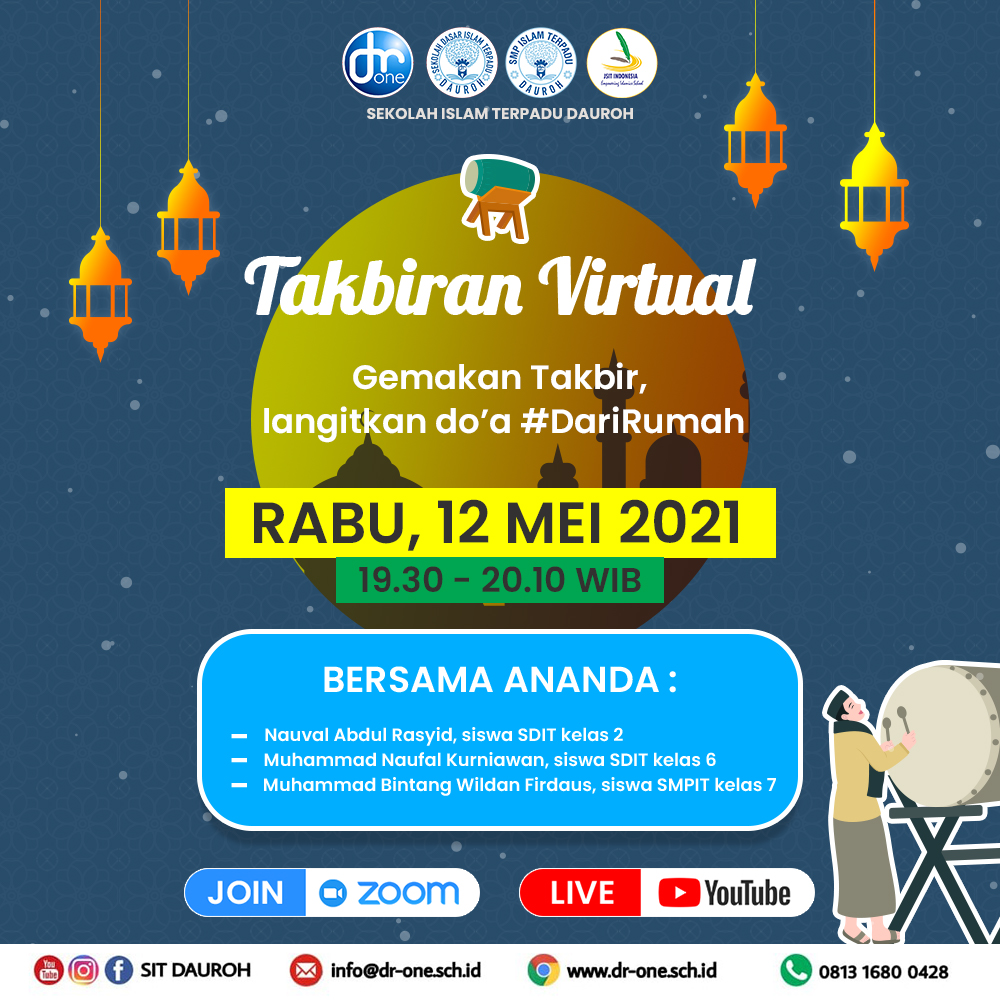 dr
one
SEKOLAH DASAR ISLAM TERPADU
DAUROH
SMP ISLAM TERPADU
DAUROH
JSIT INDONESIA
SEKOLAH ISLAM TERPADU DAUROH
Takbiran Virtual
Gemakan Takbir,
langitkan do'a #DariRumah
RABU, 12 MEI 2021
19.30 - 20.10 WIB
BERSAMA ANANDA :
- Nauval Abdul Rasyid, siswa SDIT kelas 2
- Muhammad Naufal Kurniawan, siswa SDIT kelas 6
- Muhammad Bintang Wildan Firdaus, siswa SMPIT kelas 7
JOIN zoom
LIVE YouTube
You Tube SIT DAUROH info@dr-one.sch.id www.dr-one.sch.id 0813 1680 0428